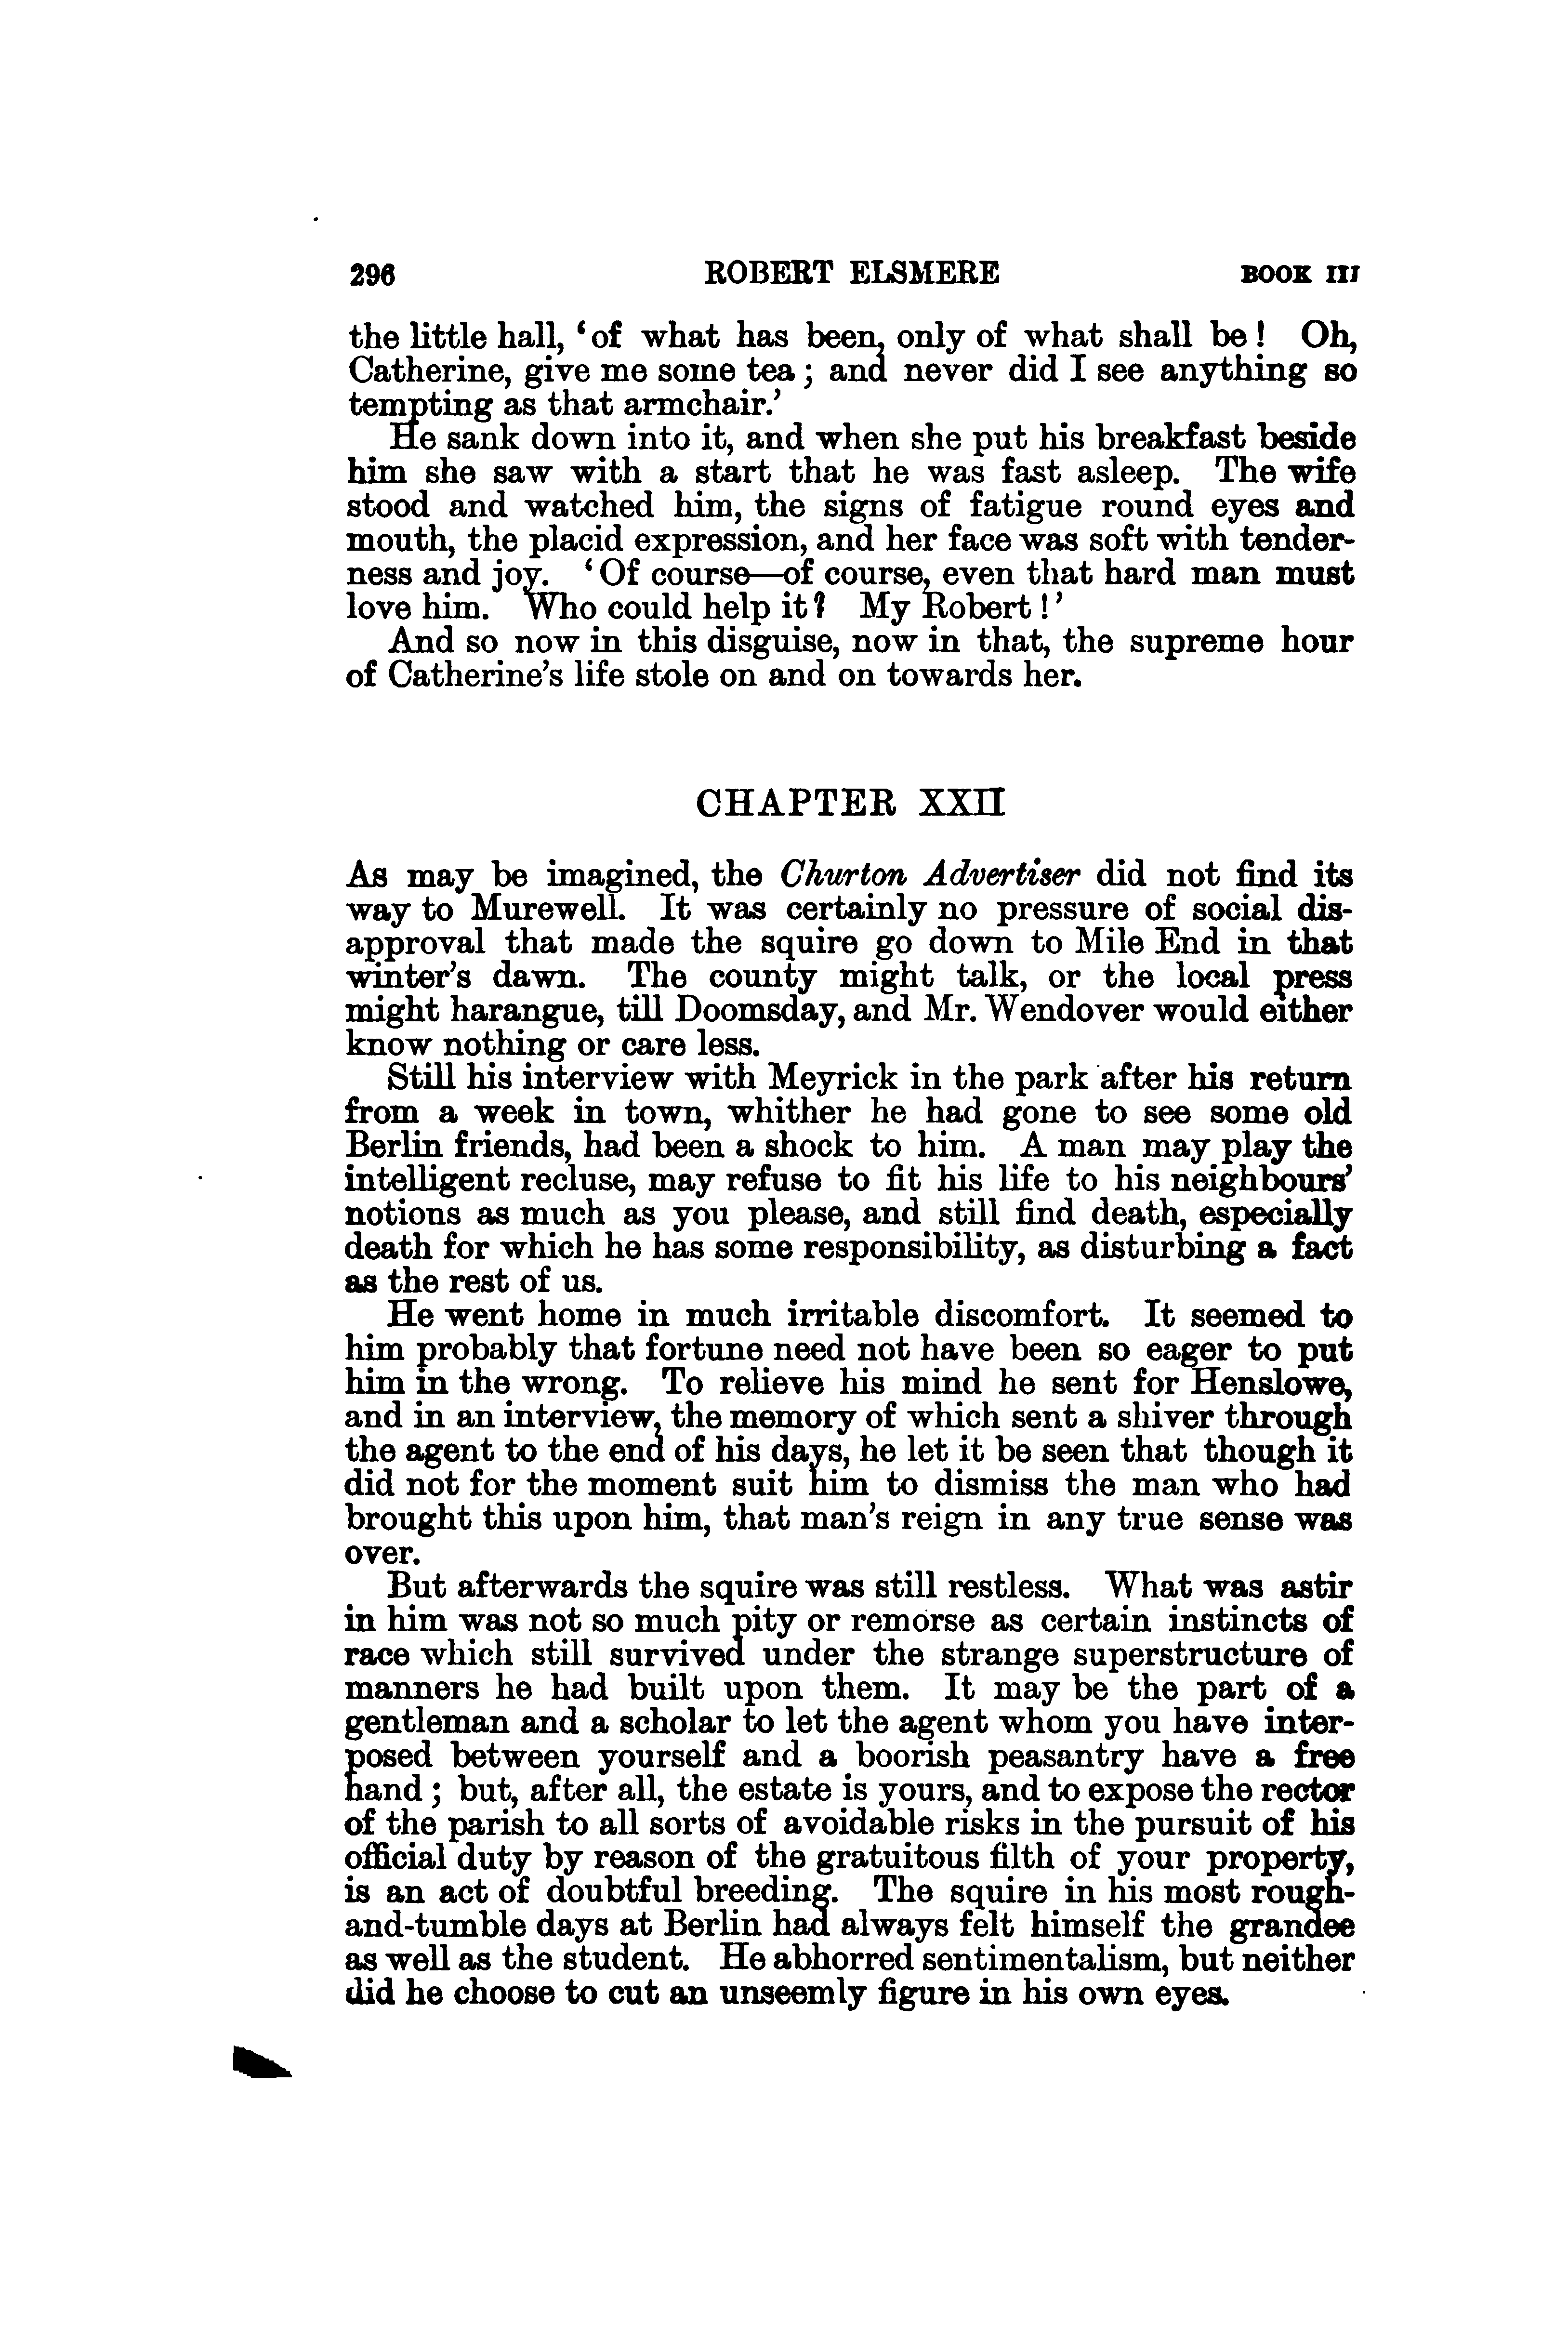 296 ROBERT ELSMERE BOOK III
the little hall, ‘of what has been, only of what shall be! Oh,
Catherine, give me some tea; and never did I see anything so
tempting as that armchair.’
He sank down into it, and when she put his breakfast beside
him she saw with a start that he was fast asleep. The wife
stood and watched him, the signs of fatigue round eyes and
mouth, the placid expression, and her face was soft with tender-
ness and joy. ‘Of course—of course, even that hard man must
love him. Who could help it? My Robert!’
And so now in this disguise, now in that, the supreme hour
of Catherine’s life stole on and on towards her.
CHAPTER XXII
As may be imagined, the Churton Advertiser did not find its
way to Murewell. It was certainly no pressure of social dis-
approval that made the squire go down to Mile End in that
winter’s dawn. The county might talk, or the local press
might harangue, till Doomsday, and Mr. Wendover would either
know nothing or care less.
Still his interview with Meyrick in the park after his return
from a week in town, whither he had gone to see some old
Berlin friends, had been a shock to him. A man may play the
intelligent recluse, may refuse to fit his life to his neighbours’
notions as much as you please, and still find death, especially
death for which he has some responsibility, as disturbing a fact
as the rest of us.
He went home in much irritable discomfort. It seemed to
him probably that fortune need not have been so eager to put
him in the wrong. To relieve his mind he sent for Henslowe,
and in an interview, the memory of which sent a shiver through
the agent to the end of his days, he let it be seen that though it
did not for the moment suit him to dismiss the man who had
brought this upon him, that man’s reign in any true sense was
over.
But afterwards the squire was still restless. What was astir
in him was not so much pity or remorse as certain instincts of
race which still survived under the strange superstructure of
manners he had built upon them. It may be the part of a
gentleman and a scholar to let the agent whom you have inter-
posed between yourself and a boorish peasantry have a free
hand; but, after all, the estate is yours, and to expose the rector
of the parish to all sorts of avoidable risks in the pursuit of his
official duty by reason of the gratuitous filth of your property,
is an act of doubtful breeding. The squire in his most rough-
and-tumble days at Berlin had always felt himself the grandee
as well as the student. He abhorred sentimentalism, but neither
did he choose to cut an unseemly figure in his own eyes.